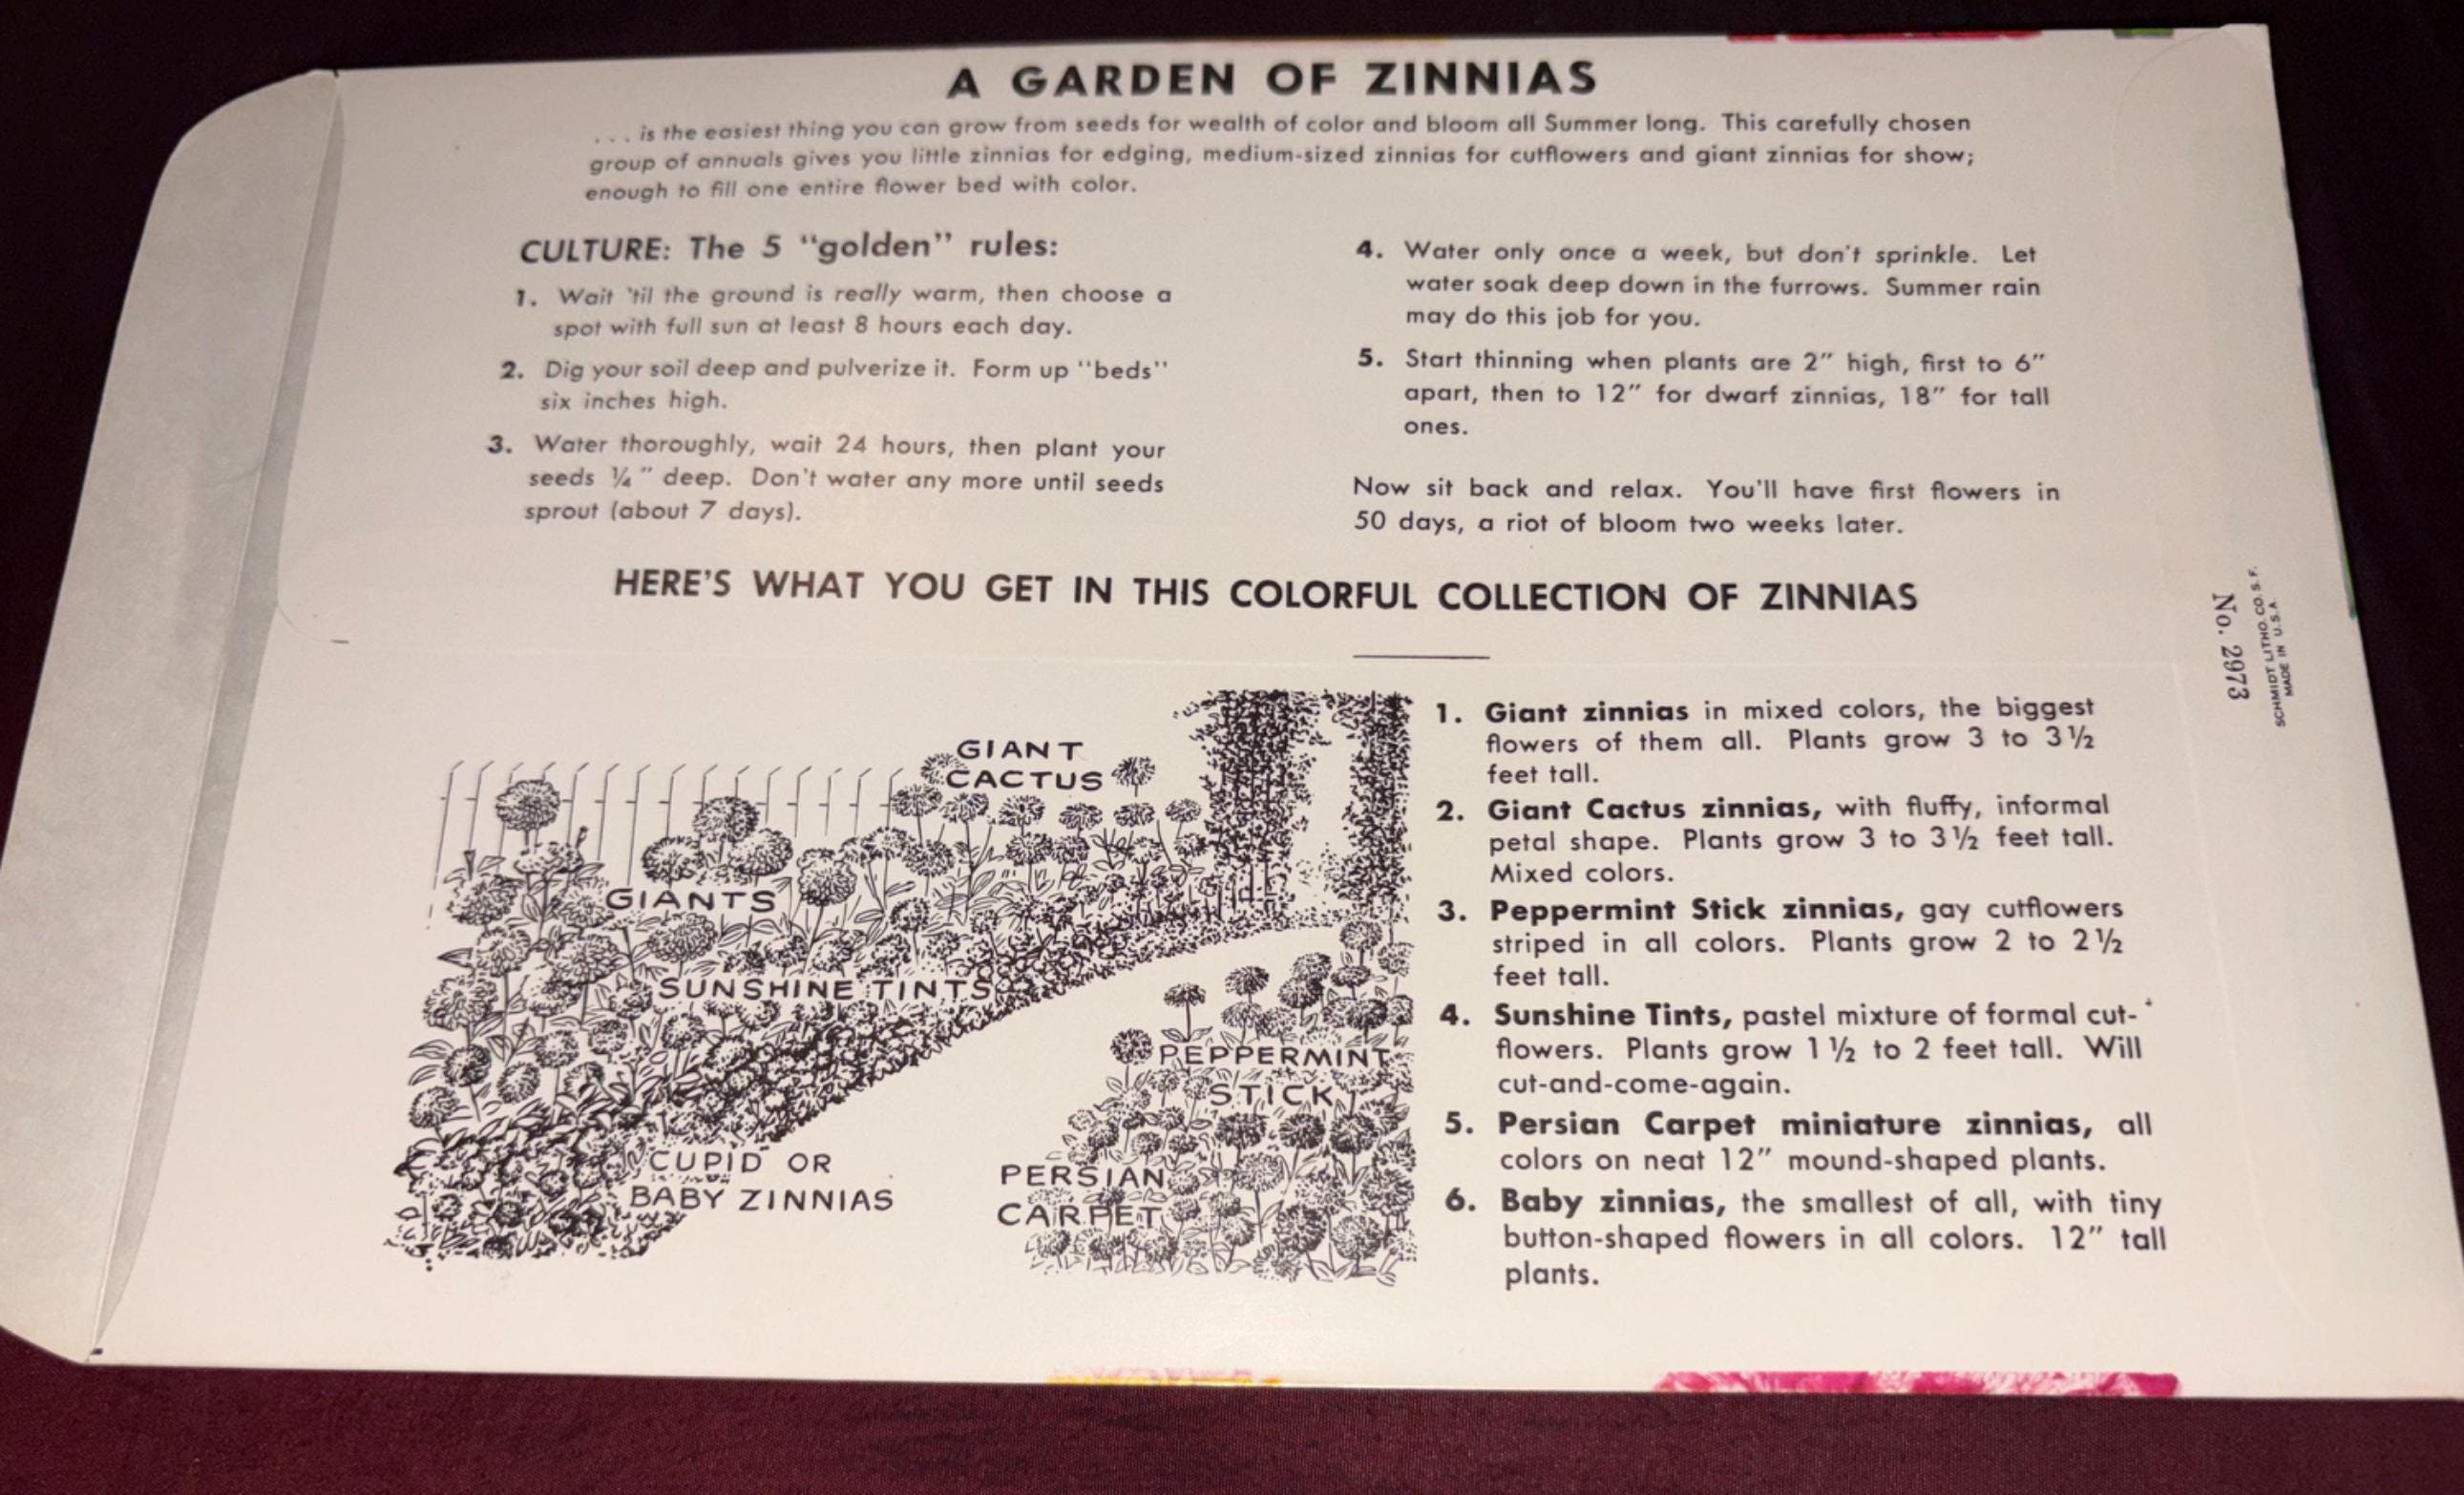 A GARDEN OF ZINNIAS
... is the easiest thing you can grow from seeds for wealth of color and bloom all Summer long. This carefully chosen
group of annuals gives you little zinnias for edging, medium-sized zinnias for cutflowers and giant zinnias for show;
enough to fill one entire flower bed with color.
CULTURE: The 5 "golden" rules:
1. Wait 'til the ground is really warm, then choose a
spot with full sun at least 8 hours each day.
2. Dig your soil deep and pulverize it. Form up "beds"
six inches high.
3. Water thoroughly, wait 24 hours, then plant your
seeds ¼" deep. Don't water any more until seeds
sprout (about 7 days).
4. Water only once a week, but don't sprinkle. Let
water soak deep down in the furrows. Summer rain
may do this job for you.
5. Start thinning when plants are 2" high, first to 6"
apart, then to 12" for dwarf zinnias, 18" for tall
ones.
Now sit back and relax. You'll have first flowers in
50 days, a riot of bloom two weeks later.
HERE'S WHAT YOU GET IN THIS COLORFUL COLLECTION OF ZINNIAS
GIANT
CACTUS
GIANTS
SUNSHINE TINTS
PEPPERMINT
STICK
CUPID OR
BABY ZINNIAS
PERSIAN
CARPET
1. Giant zinnias in mixed colors, the biggest
flowers of them all. Plants grow 3 to 3½
feet tall.
2. Giant Cactus zinnias, with fluffy, informal
petal shape. Plants grow 3 to 3½ feet tall.
Mixed colors.
3. Peppermint Stick zinnias, gay cutflowers
striped in all colors. Plants grow 2 to 2½
feet tall.
4. Sunshine Tints, pastel mixture of formal cut-
flowers. Plants grow 1½ to 2 feet tall. Will
cut-and-come-again.
5. Persian Carpet miniature zinnias, all
colors on neat 12" mound-shaped plants.
6. Baby zinnias, the smallest of all, with tiny
button-shaped flowers in all colors. 12" tall
plants.
No. 2973
SCHMIDT LITHO. CO. S. F.
MADE IN U.S.A.